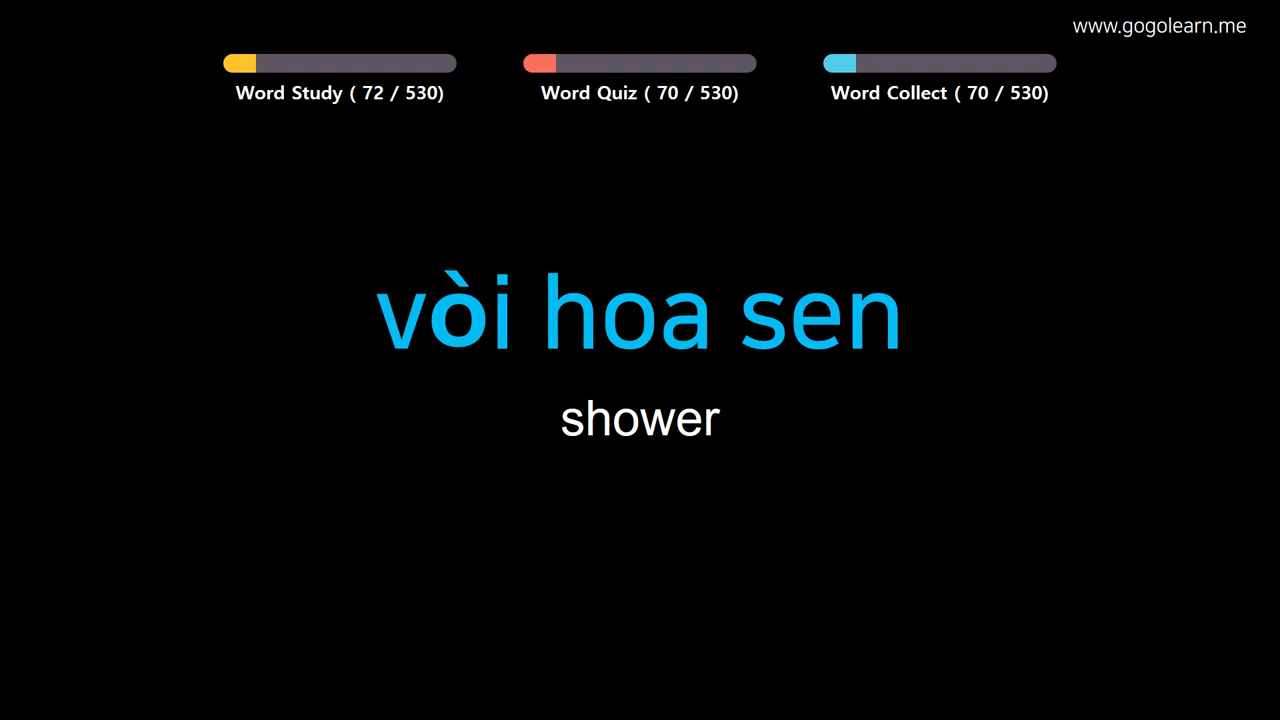 www.gogolearn.me
Word Study ( 72 / 530)
Word Quiz ( 70 / 530)
Word Collect ( 70 / 530)
vòi hoa sen
shower